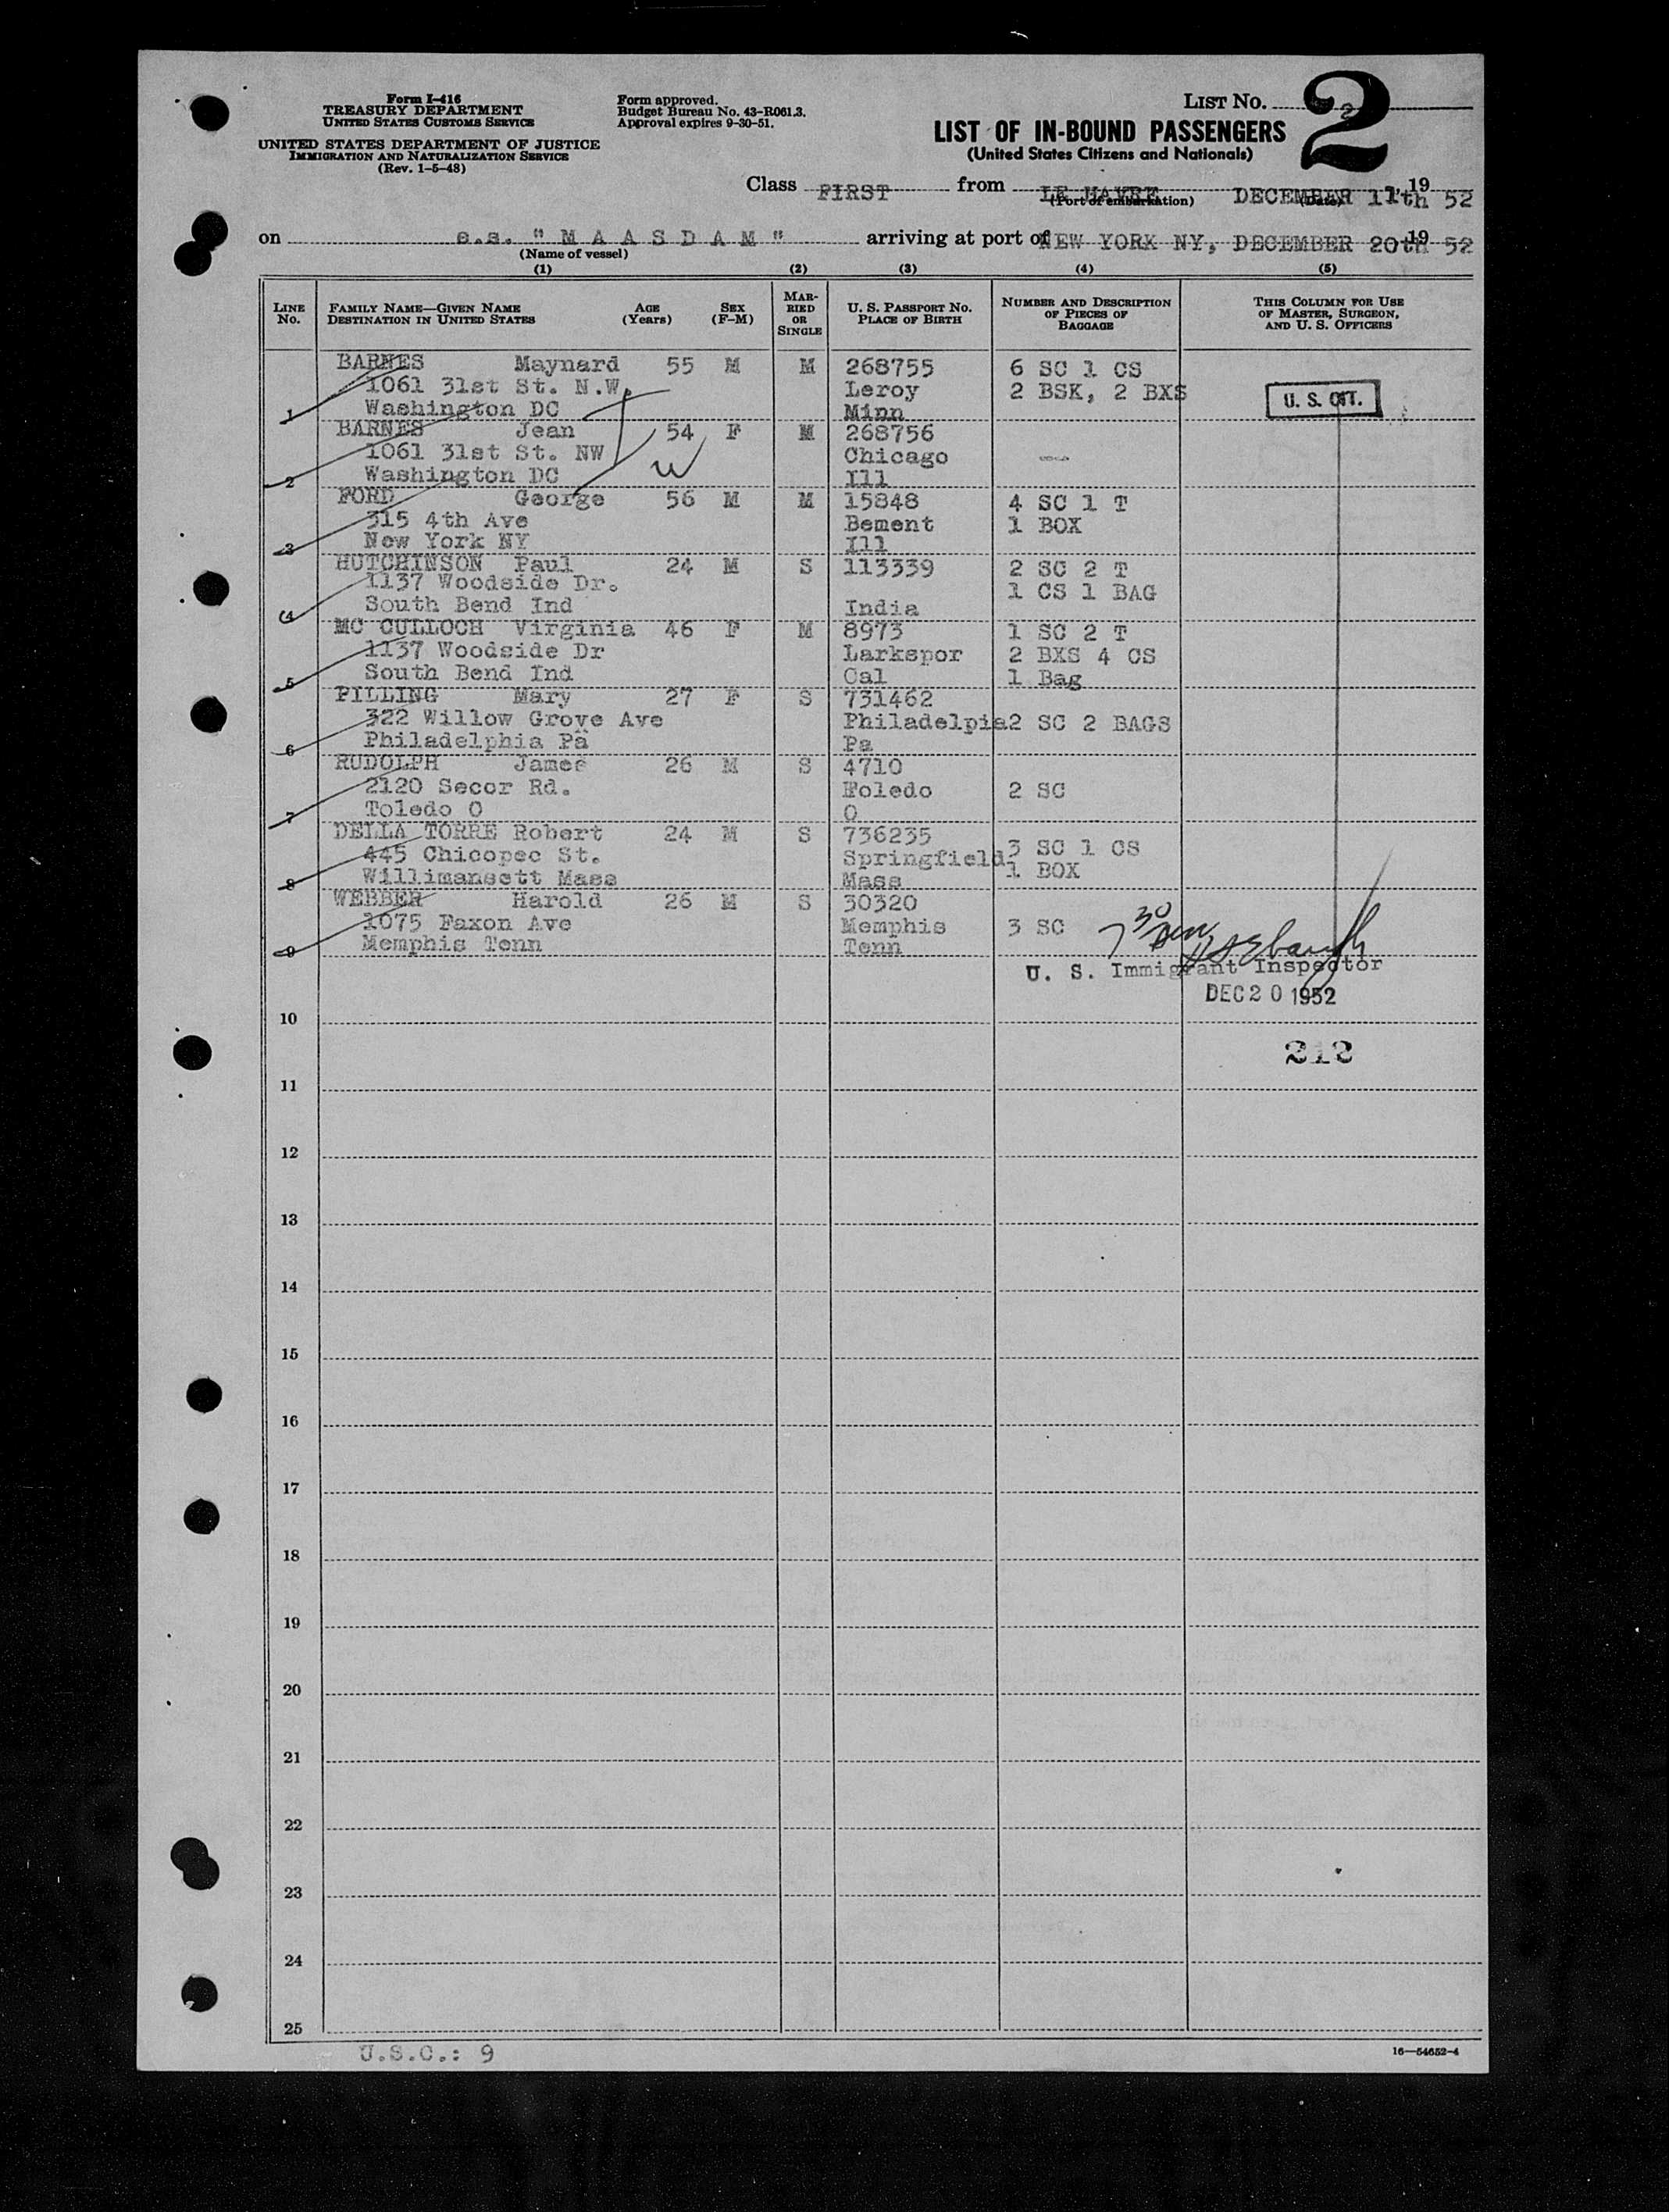 Form I-416
TREASURY DEPARTMENT
UNITED STATES CUSTOMS SERVICE
UNITED STATES DEPARTMENT OF JUSTICE
IMMIGRATION AND NATURALIZATION SERVICE
(Rev. 1-5-48)
Form approved.
Budget Bureau No. 43-R061.3.
Approval expires 9-30-51.
LIST No. 2
2
LIST OF IN-BOUND PASSENGERS
(United States Citizens and Nationals)
Class FIRST from LE HAVRE DECEMBER 11th, 19 52
(Port of embarkation) (Date)
on s.s. "M A A S D A M" arriving at port of NEW YORK NY, DECEMBER 20th 19 52
(Name of vessel)
(1) (2) (3) (4) (5)
LINE No. FAMILY NAME—GIVEN NAME DESTINATION IN UNITED STATES AGE (Years) SEX (F-M) MARRIED OR SINGLE U. S. PASSPORT No. PLACE OF BIRTH NUMBER AND DESCRIPTION OF PIECES OF BAGGAGE THIS COLUMN FOR USE OF MASTER, SURGEON, AND U. S. OFFICERS
BARNES Maynard 55 M M 268755 6 SC 1 CS
1061 31st St. N.W. Leroy 2 BSK, 2 BXS
1 Washington DC Minn
U. S. CIT.
BARNES Jean 54 F M 268756
1061 31st St. NW W Chicago
2 Washington DC Ill
FORD George 56 M M 15848 4 SC 1 T
315 4th Ave Bement 1 BOX
3 New York NY Ill
HUTCHINSON Paul 24 M S 113339 2 SC 2 T
1137 Woodside Dr. 1 CS 1 BAG
4 South Bend Ind India
MC CULLOCH Virginia 46 F M 8973 1 SC 2 T
1137 Woodside Dr Larkspor 2 BXS 4 CS
5 South Bend Ind Cal 1 Bag
PILLING Mary 27 F S 731462
322 Willow Grove Ave Philadelpia 2 SC 2 BAGS
6 Philadelphia Pa Pa
RUDOLPH James 26 M S 4710
2120 Secor Rd. Foledo 2 SC
7 Toledo O O
DELLA TORRE Robert 24 M S 736235 3 SC 1 CS
445 Chicopec St. Springfield 1 BOX
8 Willimansett Mass Mass
WEBBER Harold 26 M S 30320
1075 Faxon Ave Memphis 3 SC
9 Memphis Tenn Tenn
U. S. Immigrant Inspector
DEC 20 1952
10
212
11
12
13
14
15
16
17
18
19
20
21
22
23
24
25
U.S.C.: 9
16—54652-4